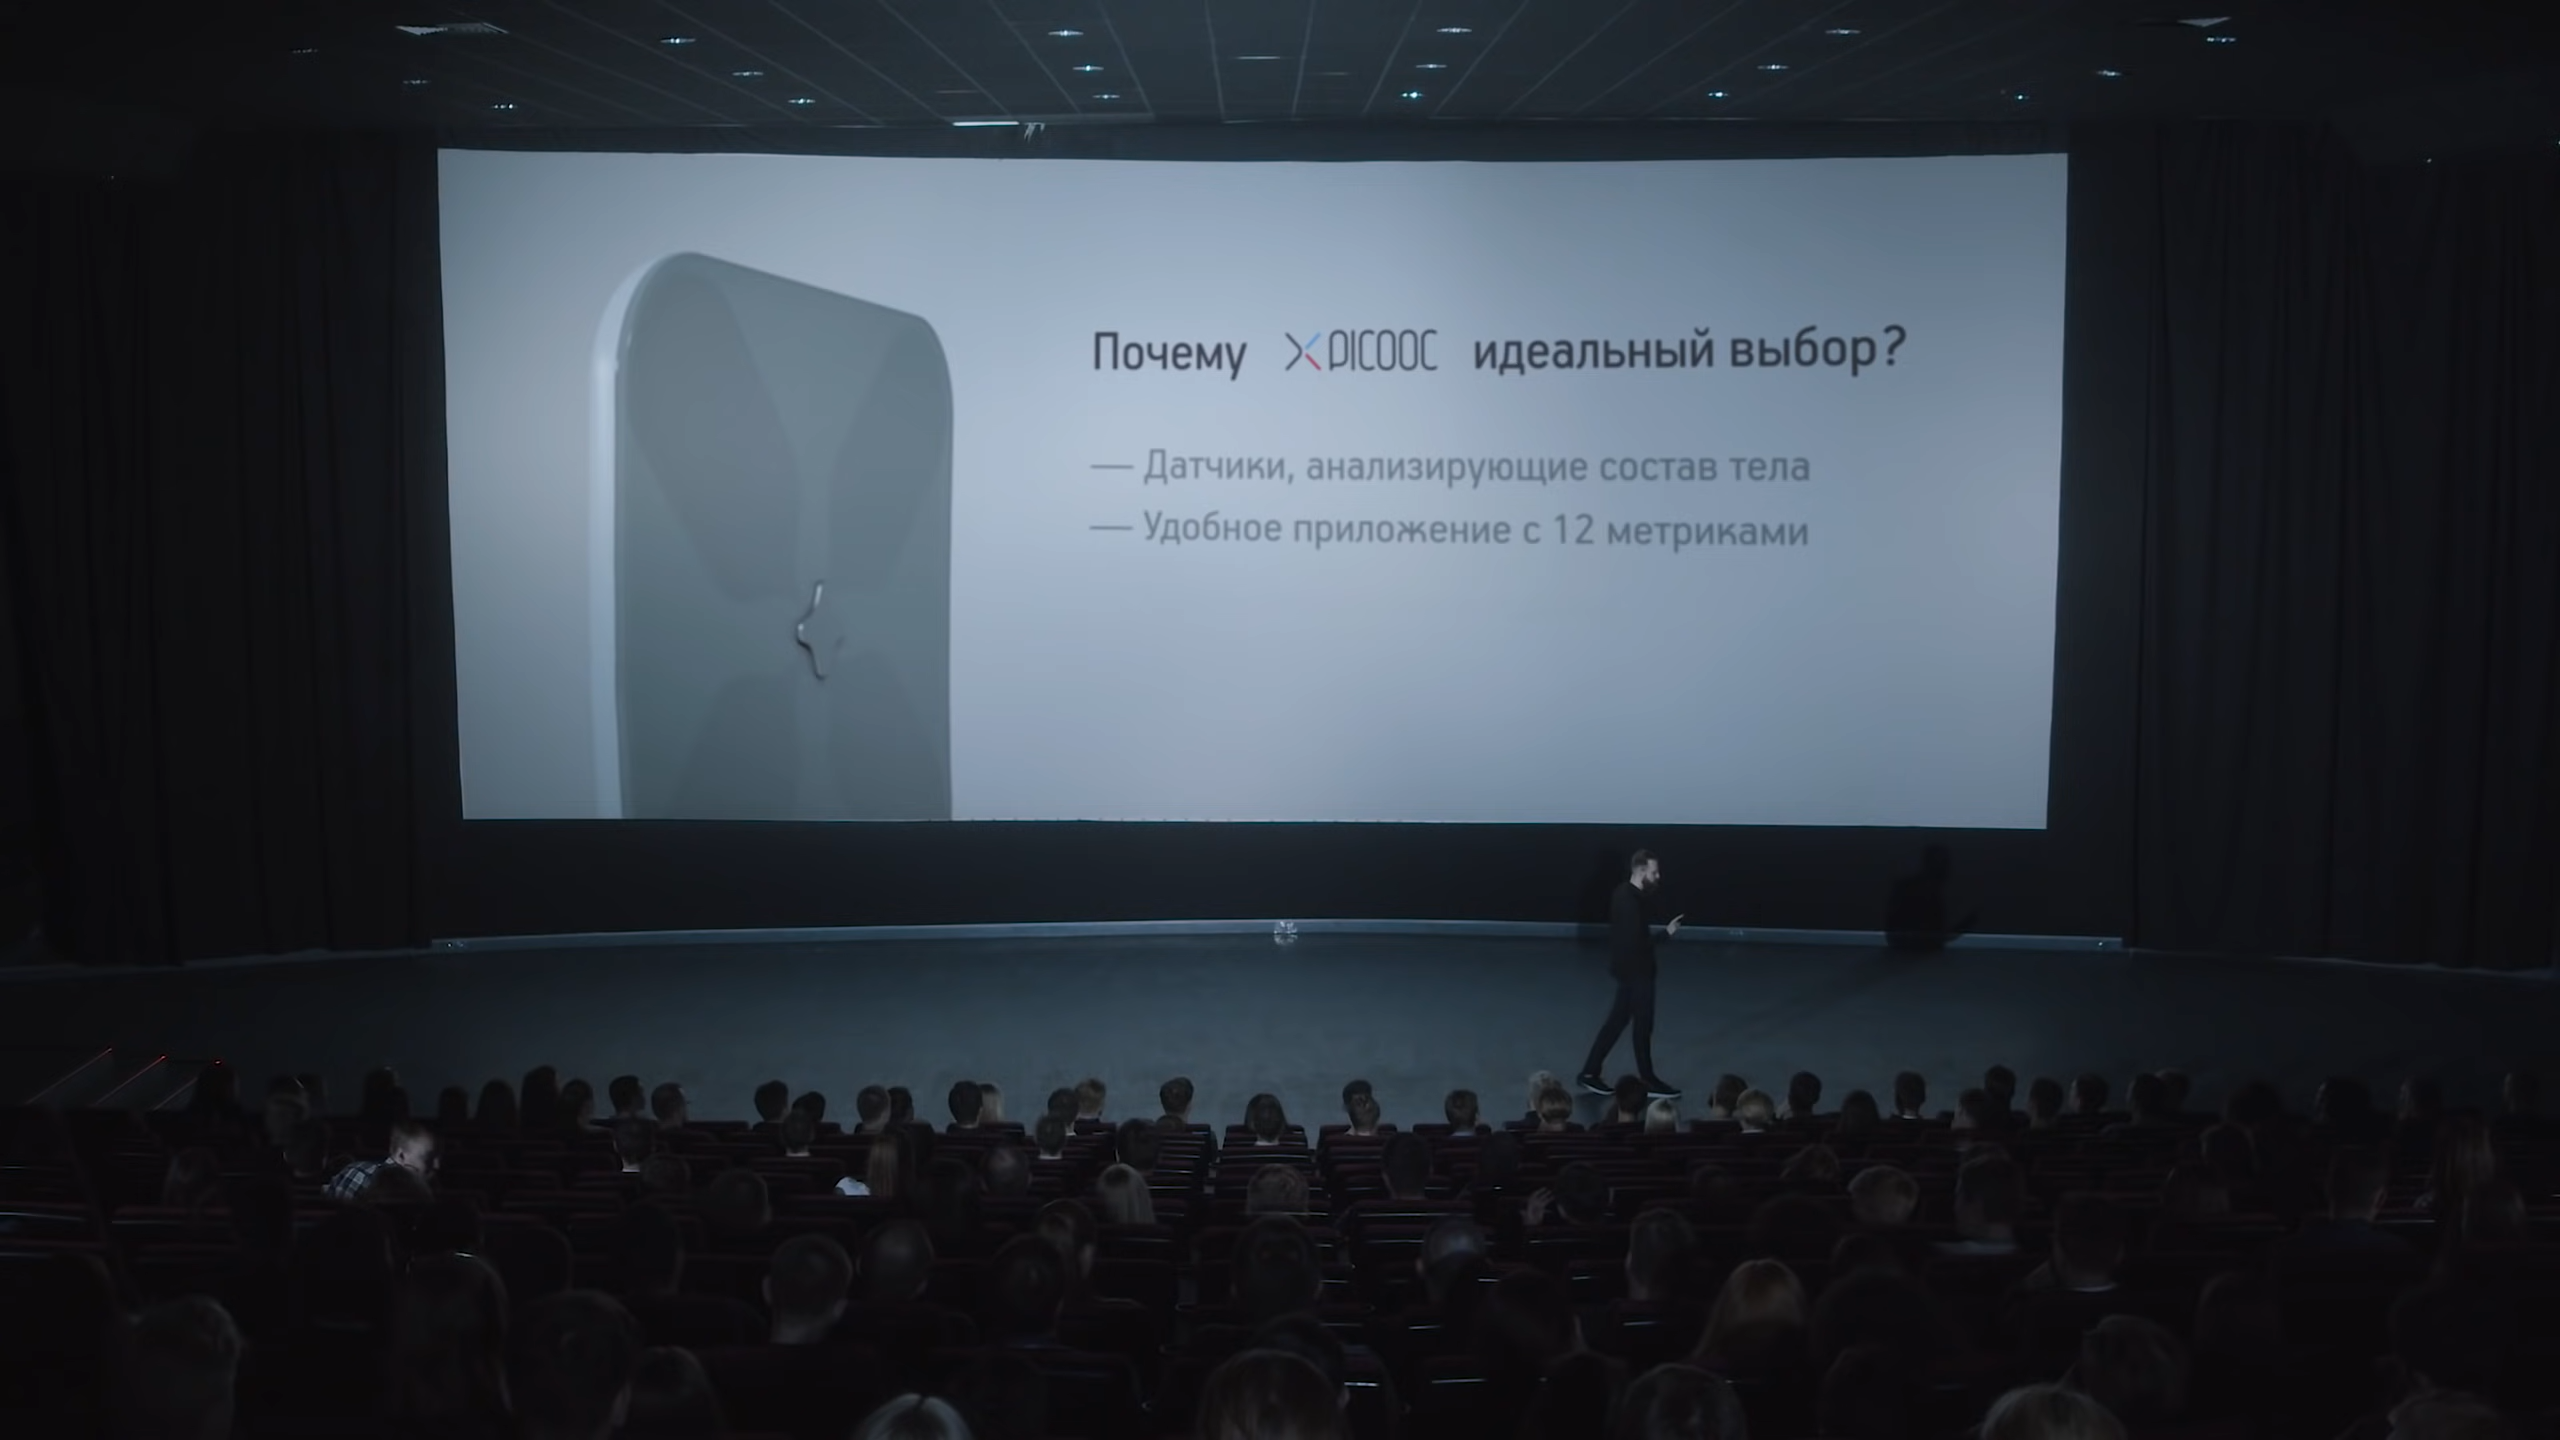 Почему PICOOC идеальный выбор?
— Датчики, анализирующие состав тела
— Удобное приложение с 12 метриками